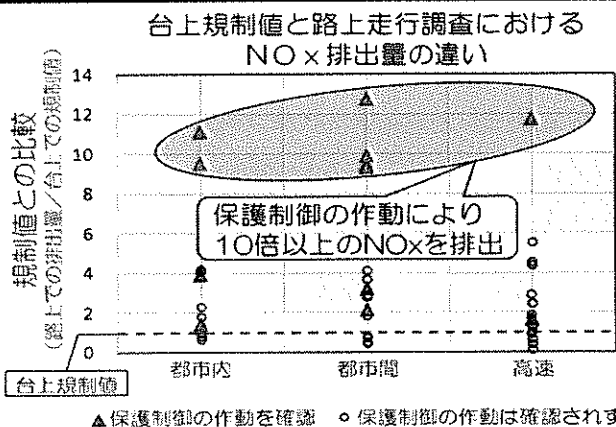 台上規制値と路上走行調査における
NOx排出量の違い
規制値との比較
(路上での排出量/台上での規制値)
14
12
10
8
6
4
2
0
保護制御の作動により
10倍以上のNOxを排出
台上規制値
都市内
都市間
高速
▲保護制御の作動を確認 ○保護制御の作動は確認されず